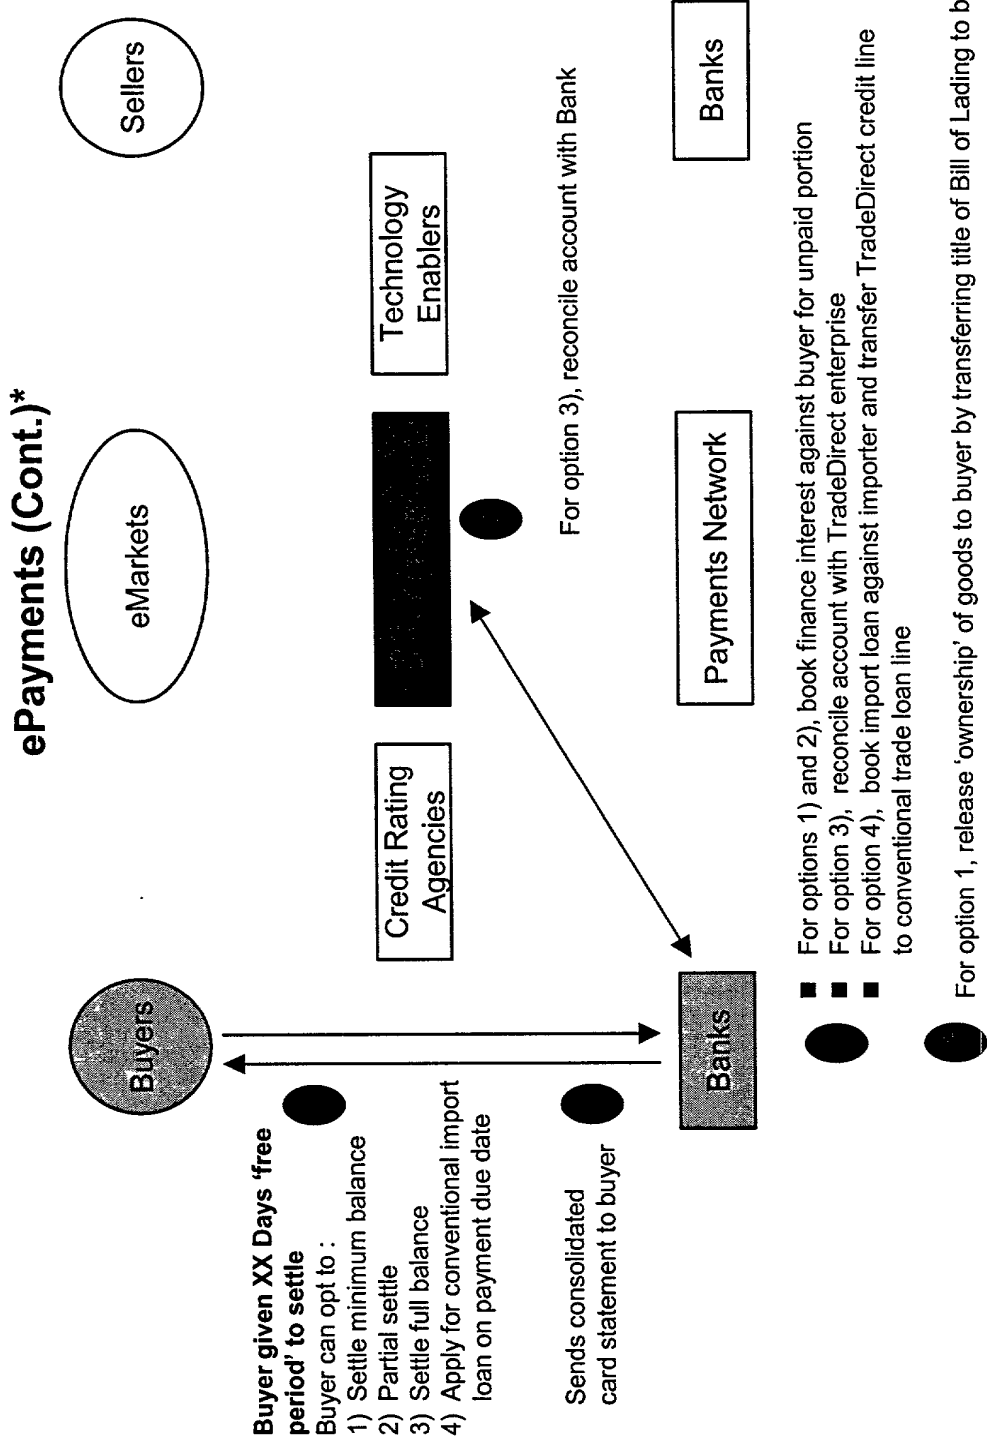 ePayments (Cont.)*
Buyers
eMarkets
Sellers
Buyer given XX Days ‘free
period’ to settle
Buyer can opt to :
1) Settle minimum balance
2) Partial settle
3) Settle full balance
4) Apply for conventional import
loan on payment due date
Credit Rating
Agencies
Technology
Enablers
For option 3), reconcile account with Bank
Sends consolidated
card statement to buyer
Banks
Payments Network
Banks
For options 1) and 2), book finance interest against buyer for unpaid portion
For option 3), reconcile account with TradeDirect enterprise
For option 4), book import loan against importer and transfer TradeDirect credit line
to conventional trade loan line
For option 1, release ‘ownership’ of goods to buyer by transferring title of Bill of Lading to b